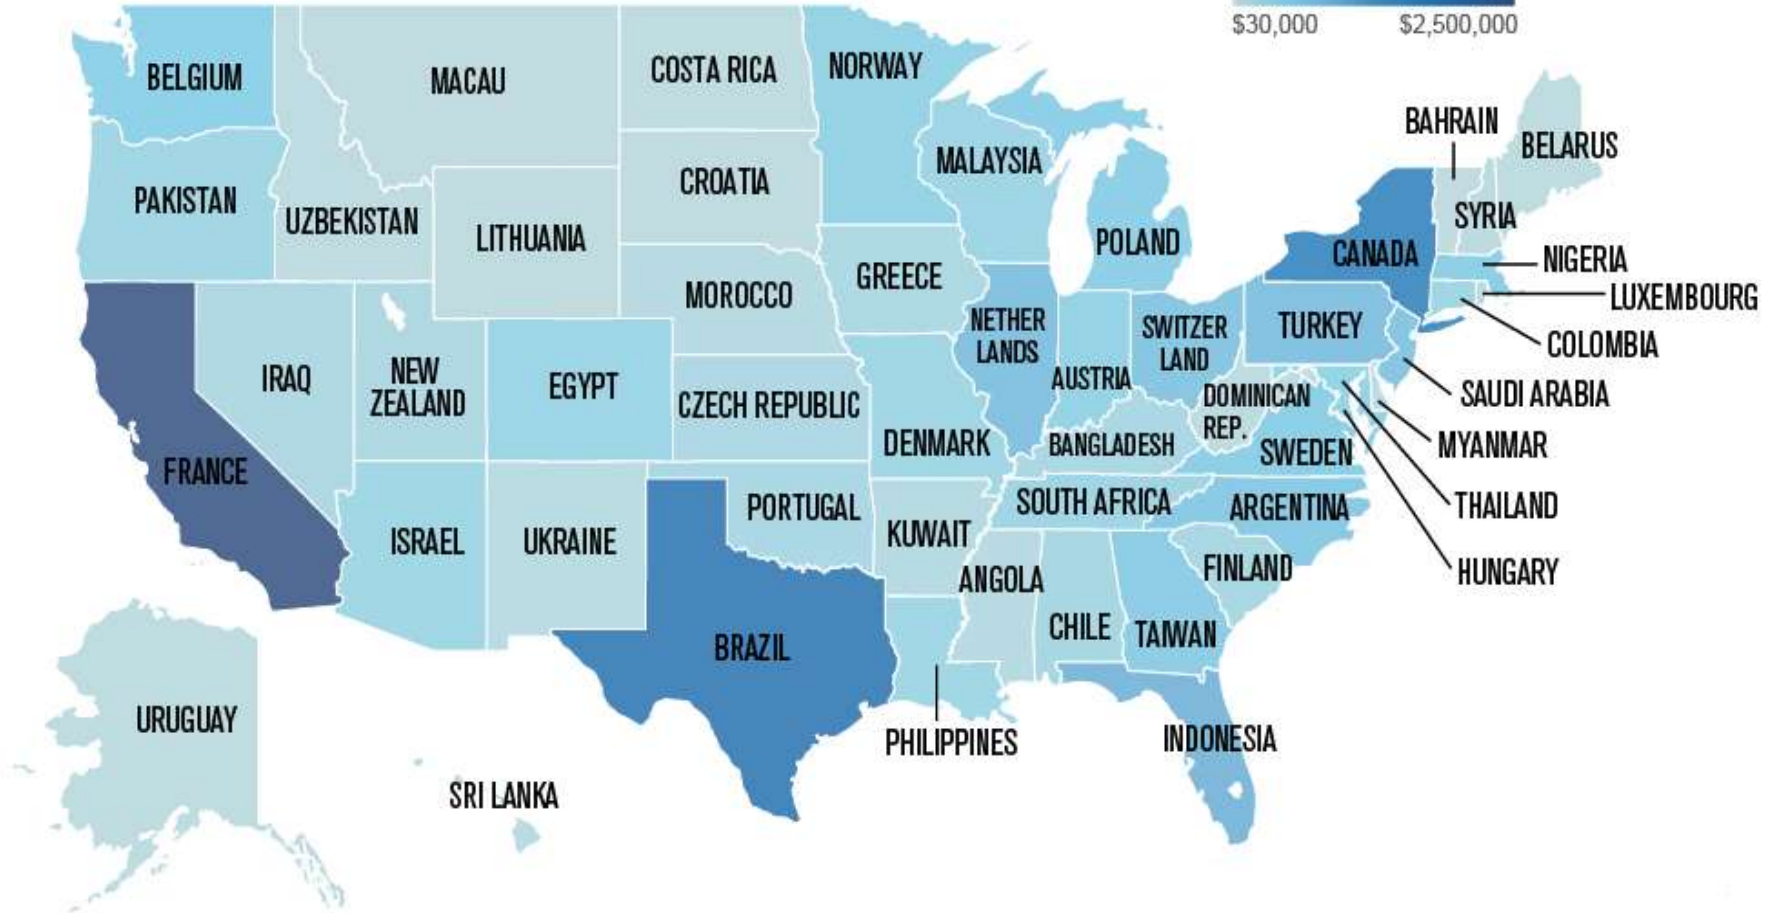 $30,000 $2,500,000
BELGIUM
MACAU
COSTA RICA
NORWAY
BAHRAIN
BELARUS
MALAYSIA
CROATIA
PAKISTAN
UZBEKISTAN
LITHUANIA
SYRIA
POLAND
CANADA
NIGERIA
GREECE
MOROCCO
LUXEMBOURG
NETHER
LANDS
SWITZER
LAND
TURKEY
COLOMBIA
IRAQ
NEW
ZEALAND
EGYPT
AUSTRIA
CZECH REPUBLIC
DOMINICAN
REP.
SAUDI ARABIA
DENMARK
BANGLADESH
SWEDEN
MYANMAR
FRANCE
PORTUGAL
SOUTH AFRICA
ARGENTINA
THAILAND
ISRAEL
UKRAINE
KUWAIT
ANGOLA
FINLAND
HUNGARY
BRAZIL
CHILE
TAIWAN
URUGUAY
PHILIPPINES
INDONESIA
SRI LANKA